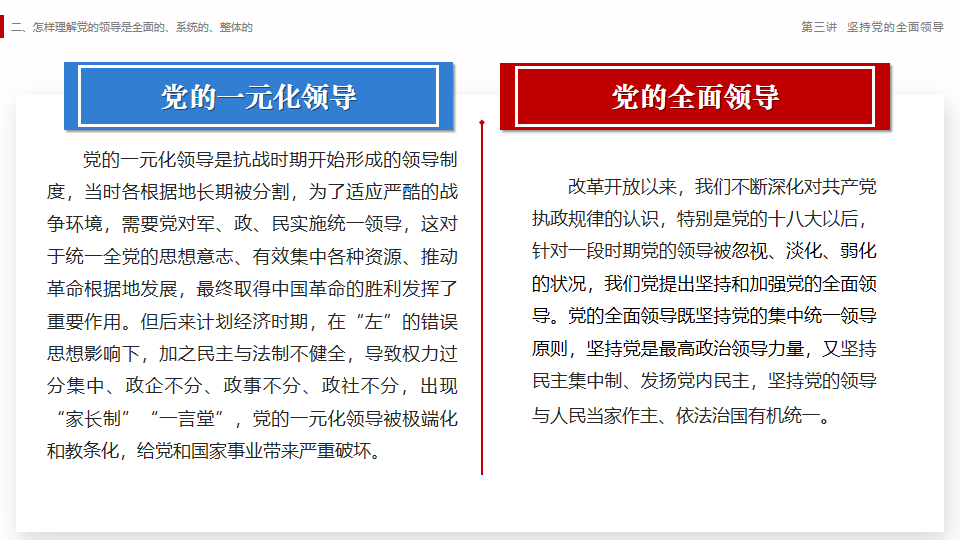 二、怎样理解党的领导是全面的、系统的、整体的
第三讲 坚持党的全面领导
党的一元化领导
党的一元化领导是抗战时期开始形成的领导制
度，当时各根据地长期被分割，为了适应严酷的战
争环境，需要党对军、政、民实施统一领导，这对
于统一全党的思想意志、有效集中各种资源、推动
革命根据地发展，最终取得中国革命的胜利发挥了
重要作用。但后来计划经济时期，在“左”的错误
思想影响下，加之民主与法制不健全，导致权力过
分集中、政企不分、政事不分、政社不分，出现
“家长制”“一言堂”，党的一元化领导被极端化
和教条化，给党和国家事业带来严重破坏。
党的全面领导
改革开放以来，我们不断深化对共产党
执政规律的认识，特别是党的十八大以后，
针对一段时期党的领导被忽视、淡化、弱化
的状况，我们党提出坚持和加强党的全面领
导。党的全面领导既坚持党的集中统一领导
原则，坚持党是最高政治领导力量，又坚持
民主集中制、发扬党内民主，坚持党的领导
与人民当家作主、依法治国有机统一。